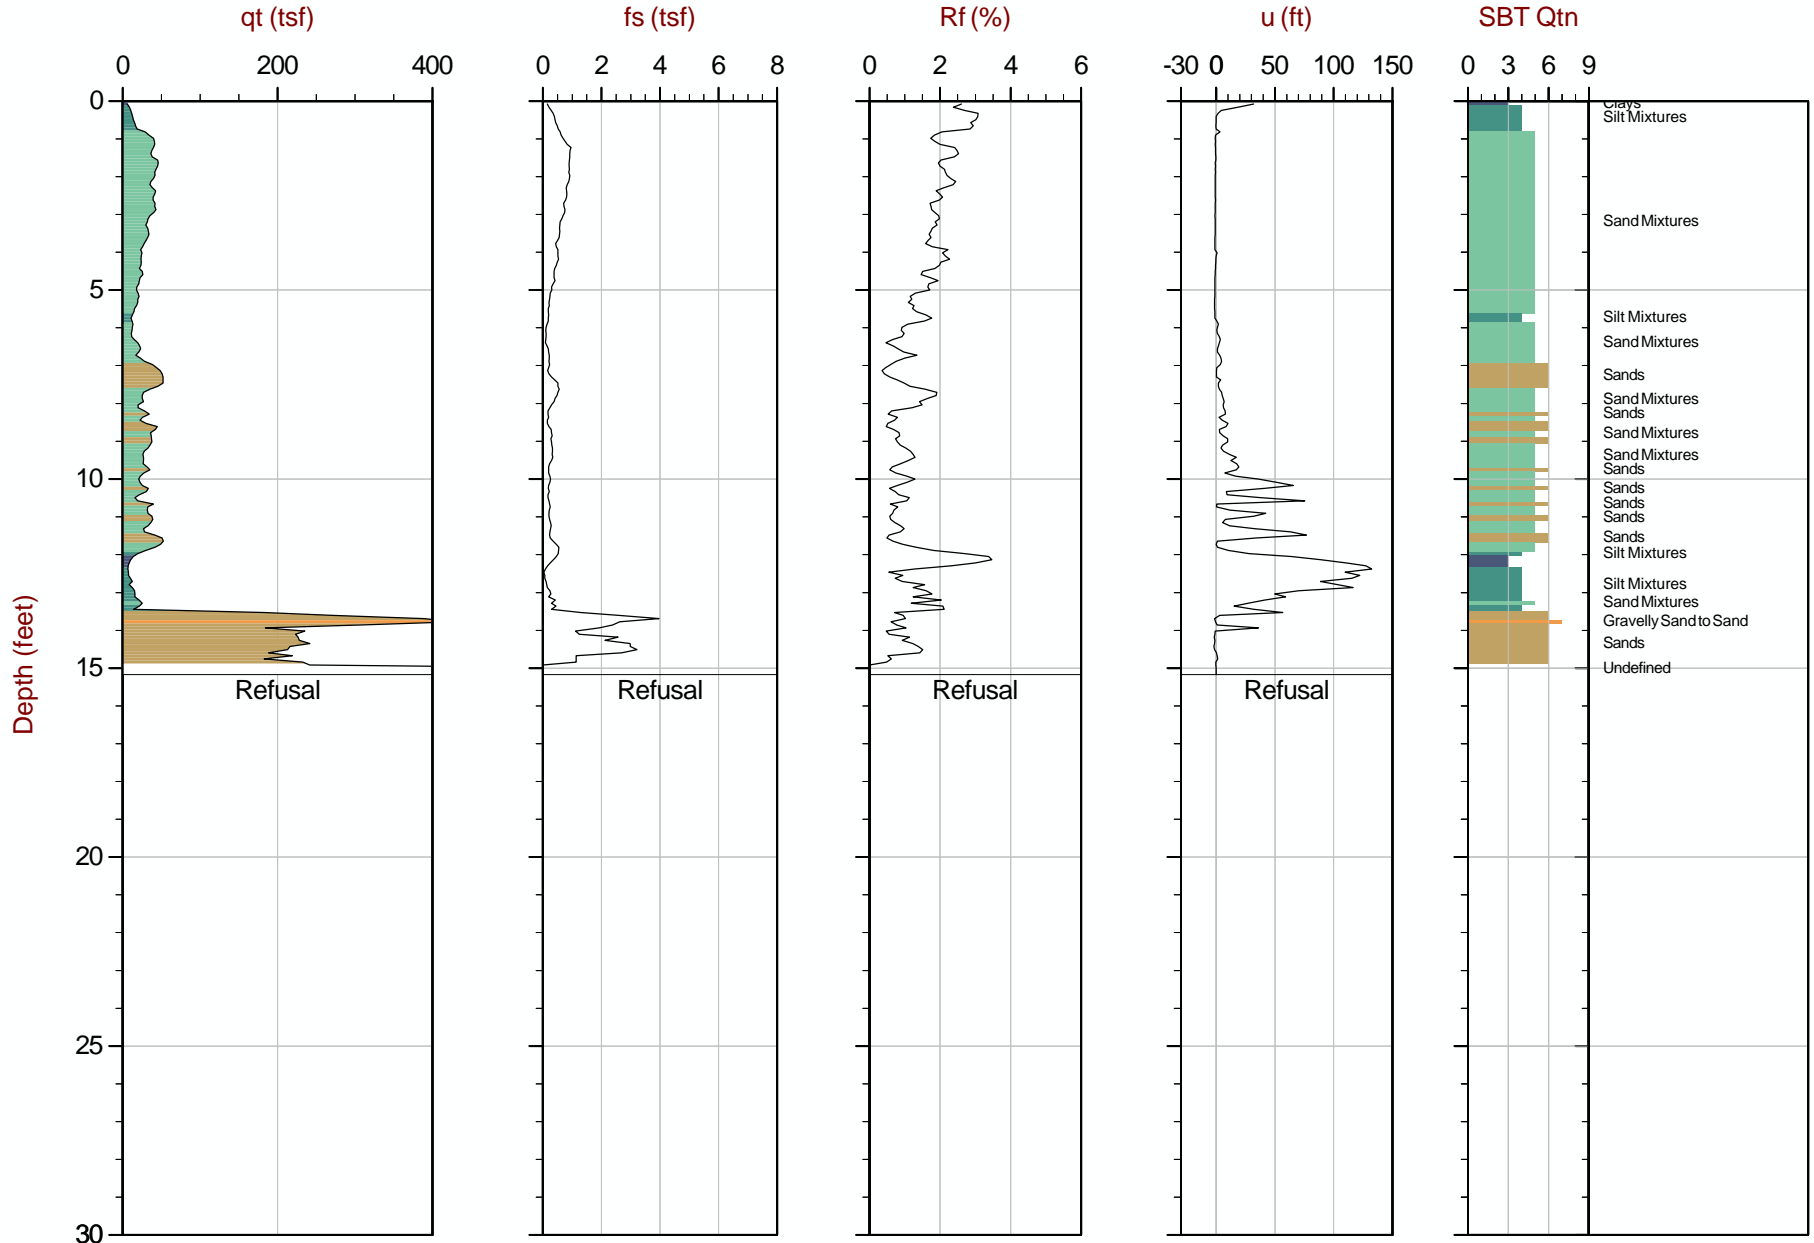 qt (tsf) fs (tsf) Rf (%) u (ft) SBT Qtn
0 200 400 0 2 4 6 8 0 2 4 6 -30 0 50 100 150 0 3 6 9
0
5
10
15
20
25
30
Depth (feet)
Clays
Silt Mixtures
Sand Mixtures
Silt Mixtures
Sand Mixtures
Sands
Sand Mixtures
Sands
Sand Mixtures
Sand Mixtures
Sands
Sands
Sands
Sands
Sands
Silt Mixtures
Silt Mixtures
Sand Mixtures
Gravelly Sand to Sand
Sands
Undefined
Refusal Refusal Refusal Refusal